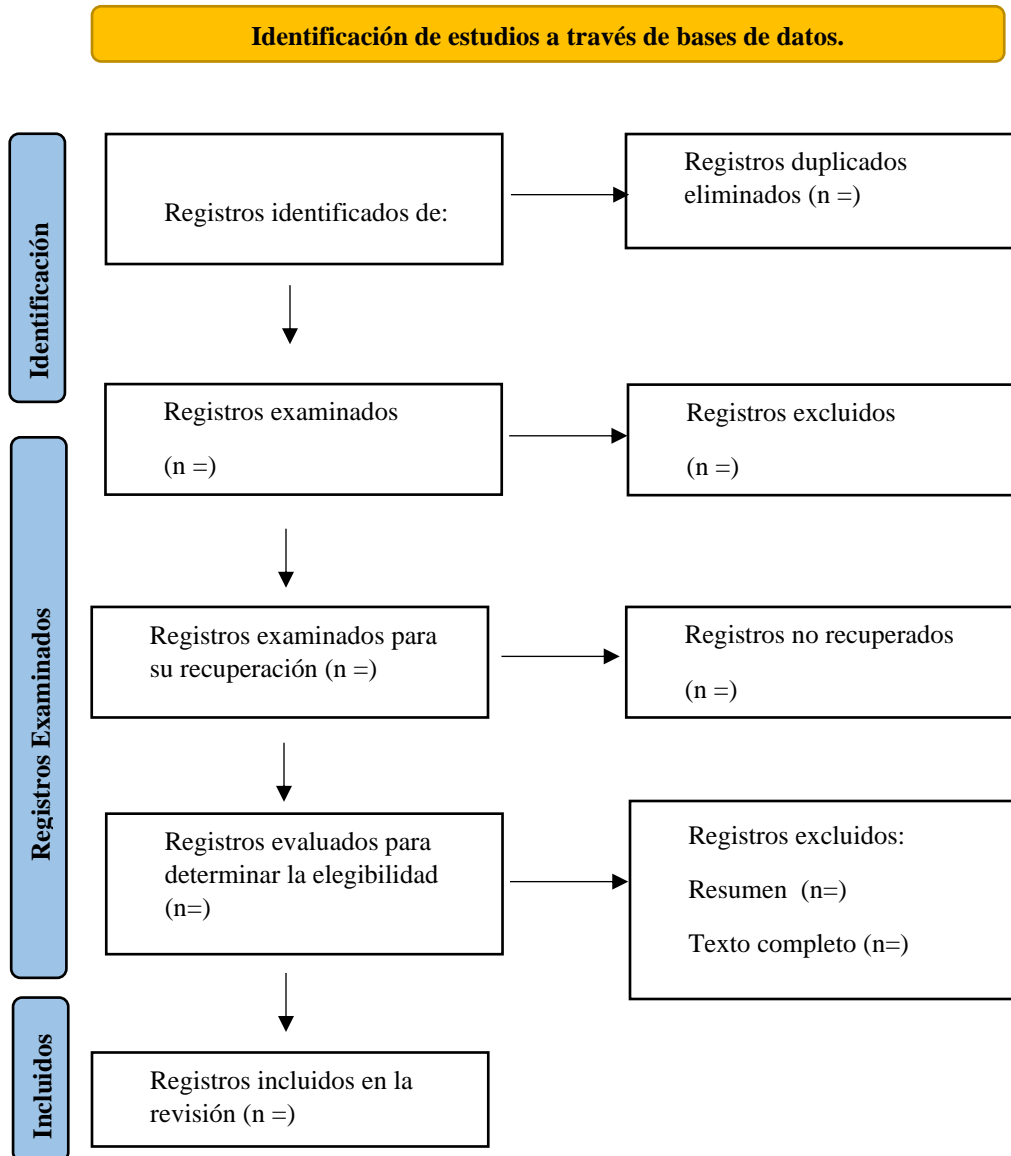 Identificación de estudios a través de bases de datos.
Identificación
Registros identificados de:
Registros duplicados
eliminados (n =)
Registros examinados
(n =)
Registros excluidos
(n =)
Registros Examinados
Registros examinados para
su recuperación (n =)
Registros no recuperados
(n =)
Registros evaluados para
determinar la elegibilidad
(n=)
Registros excluidos:
Resumen (n=)
Texto completo (n=)
Incluidos
Registros incluidos en la
revisión (n =)